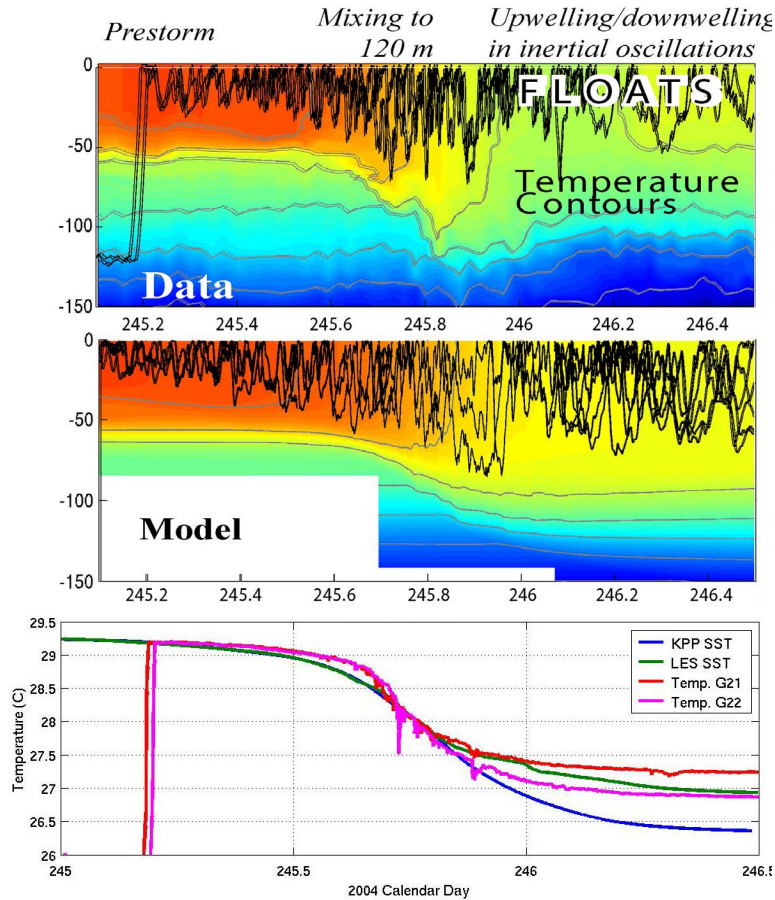 Prestorm
Mixing to
120 m
Upwelling/downwelling
in inertial oscillations
0
-50
-100
-150
FLOATS
Temperature
Contours
Data
245.2 245.4 245.6 245.8 246 246.2 246.4
0
-50
-100
-150
Model
245.2 245.4 245.6 245.8 246 246.2 246.4
29.5
29
28.5
28
27.5
27
26.5
26
Temperature (C)
KPP SST
LES SST
Temp. G21
Temp. G22
245 245.5 246 246.5
2004 Calendar Day